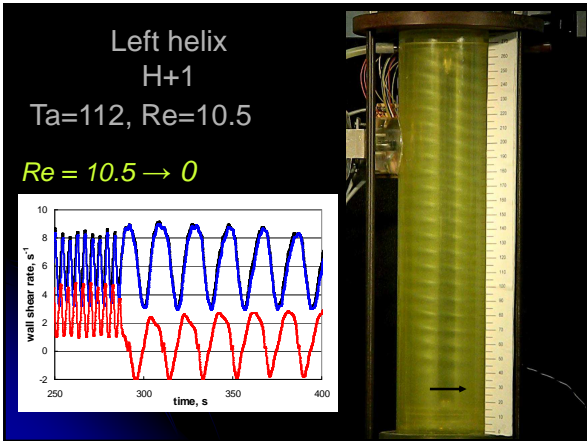 Left helix
H+1
Ta=112, Re=10.5
Re = 10.5 → 0
wall shear rate, s-1
10
8
6
4
2
0
-2
250
300
350
400
time, s